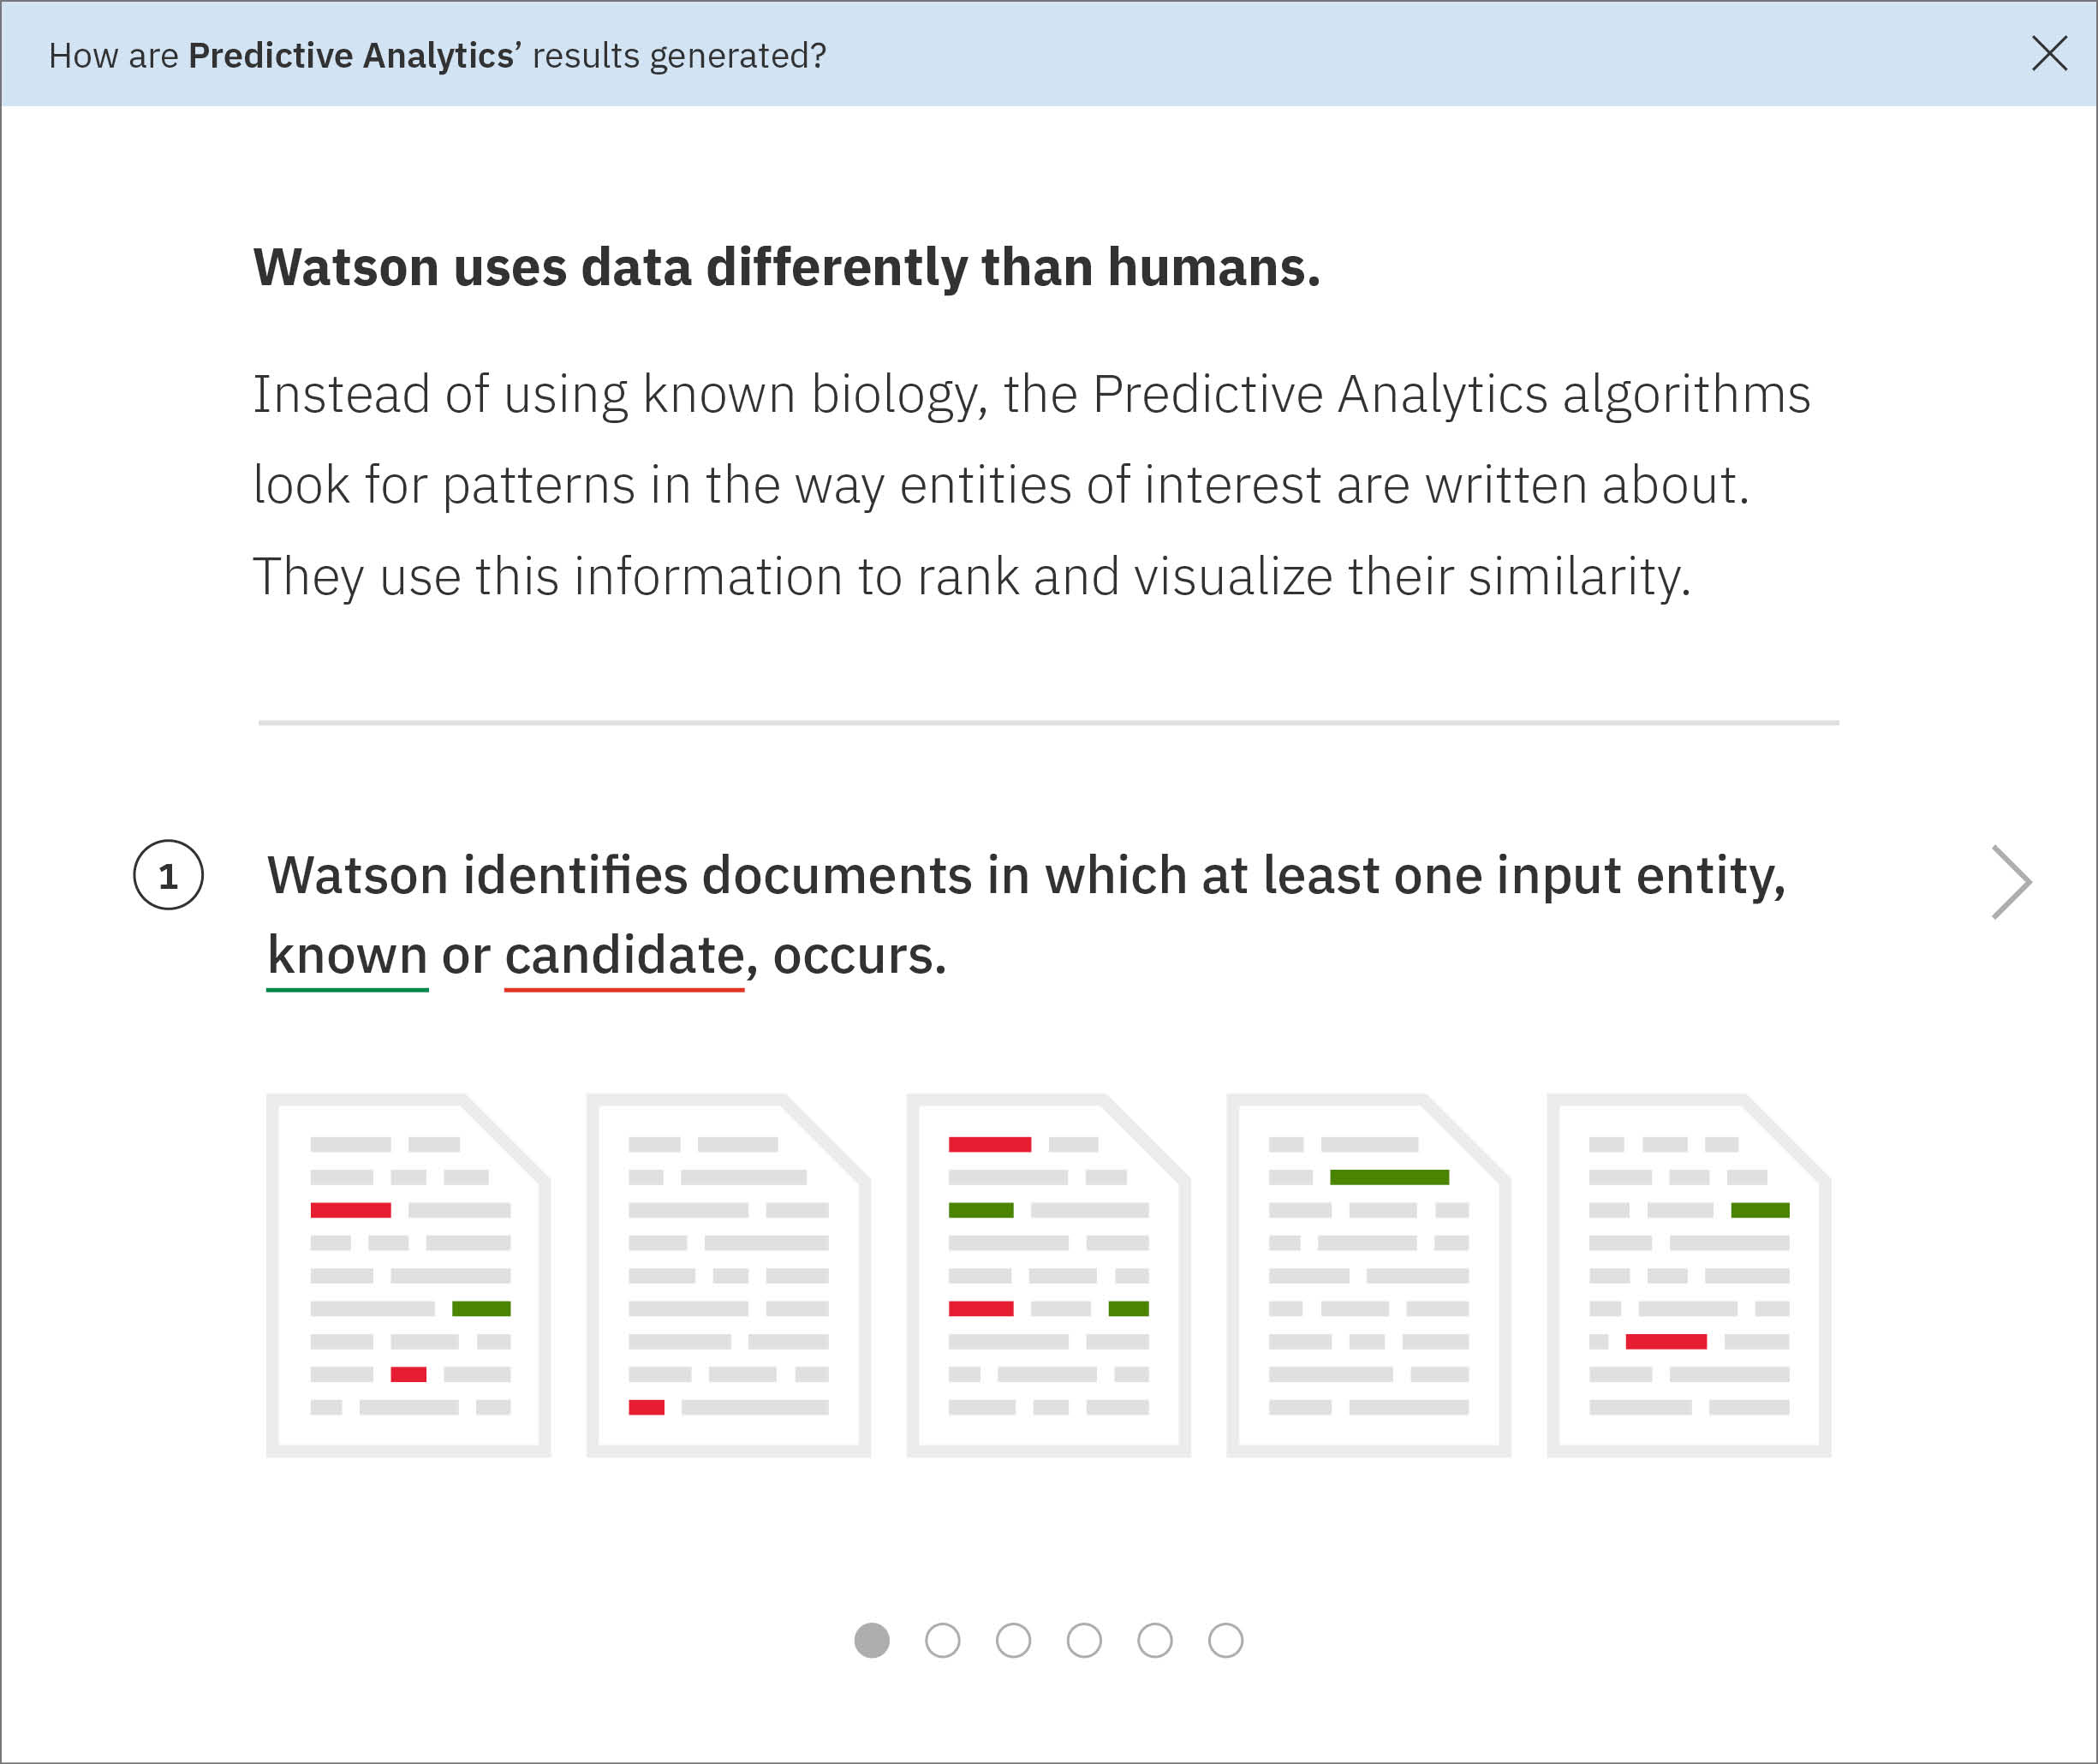 How are Predictive Analytics’ results generated?
Watson uses data differently than humans.
Instead of using known biology, the Predictive Analytics algorithms
look for patterns in the way entities of interest are written about.
They use this information to rank and visualize their similarity.
1
Watson identifies documents in which at least one input entity,
known or candidate, occurs.